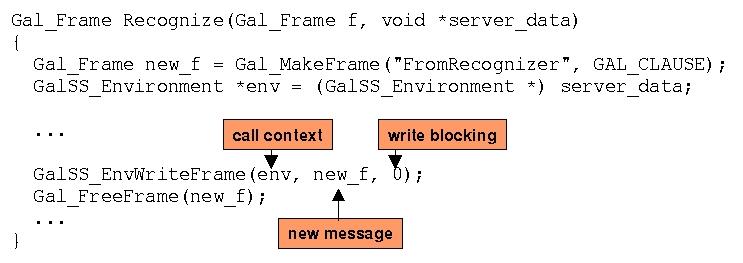 Gal_Frame Recognize(Gal_Frame f, void *server_data)
{
Gal_Frame new_f = Gal_MakeFrame("FromRecognizer", GAL_CLAUSE);
GalSS_Environment *env = (GalSS_Environment *) server_data;
...
call context write blocking
GalSS_EnvWriteFrame(env, new_f, 0);
Gal_FreeFrame(new_f);
...
new message
}